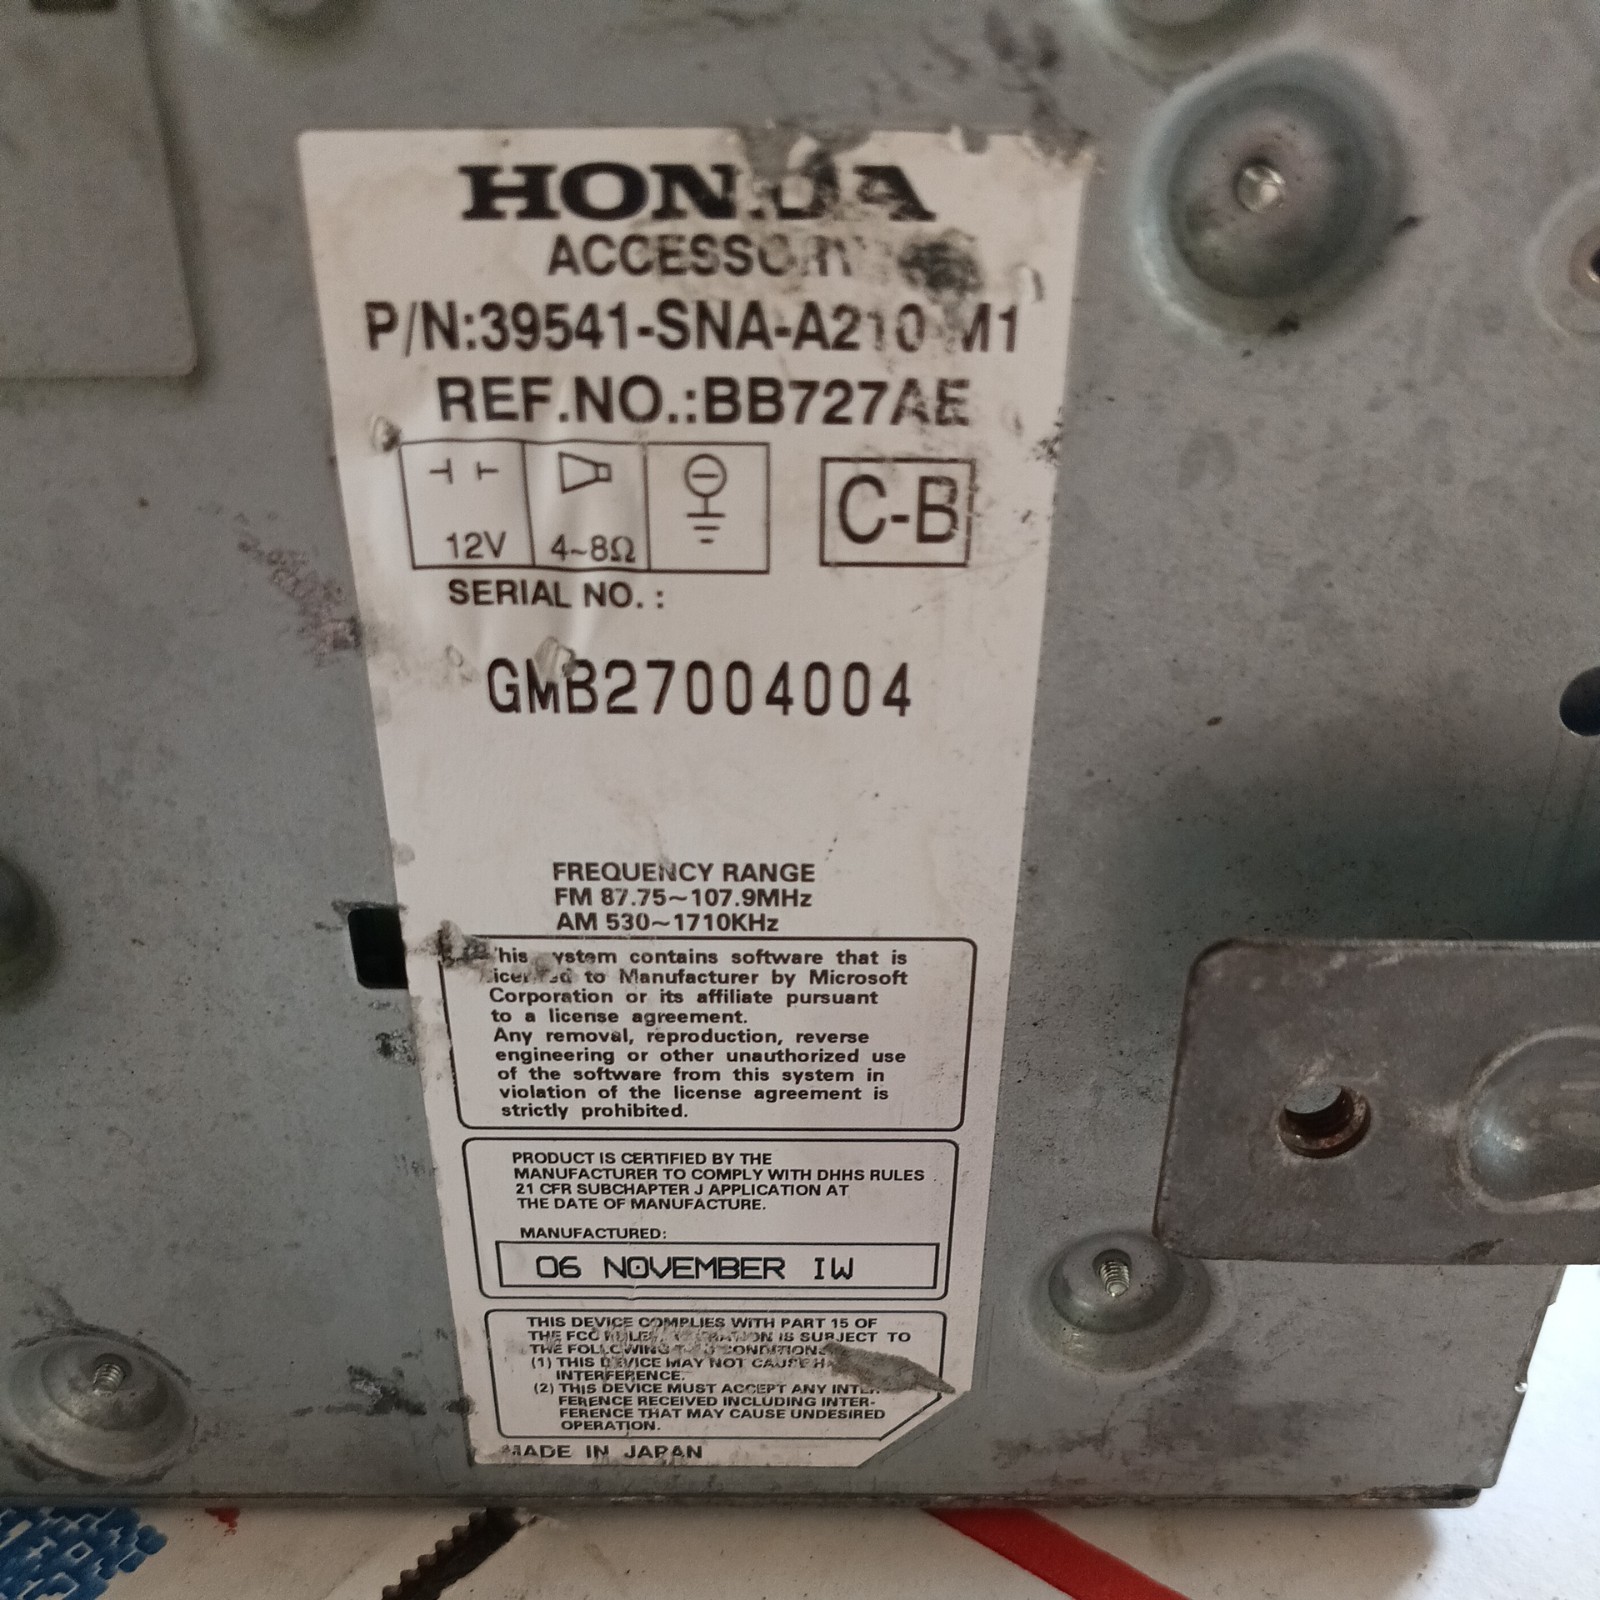 HONDA
ACCESSORY
P/N:39541-SNA-A210 M1
REF.NO.:BB727AE
12V 4~8Ω C-B
SERIAL NO. :
GMB27004004
FREQUENCY RANGE
FM 87.75~107.9MHz
AM 530~1710KHz
This system contains software that is
licensed to Manufacturer by Microsoft
Corporation or its affiliate pursuant
to a license agreement.
Any removal, reproduction, reverse
engineering or other unauthorized use
of the software from this system in
violation of the license agreement is
strictly prohibited.
PRODUCT IS CERTIFIED BY THE
MANUFACTURER TO COMPLY WITH DHHS RULES
21 CFR SUBCHAPTER J APPLICATION AT
THE DATE OF MANUFACTURE.
MANUFACTURED:
06 NOVEMBER IW
THIS DEVICE COMPLIES WITH PART 15 OF
THE FCC RULES OPERATION IS SUBJECT TO
THE FOLLOWING TWO CONDITIONS
(1) THIS DEVICE MAY NOT CAUSE
INTERFERENCE.
(2) THIS DEVICE MUST ACCEPT ANY INTER-
FERENCE RECEIVED INCLUDING INTER-
FERENCE THAT MAY CAUSE UNDESIRED
OPERATION.
MADE IN JAPAN